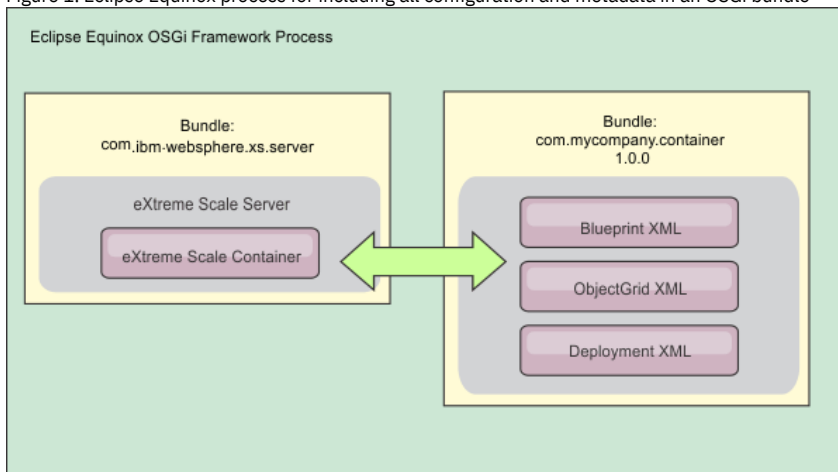 Figure 1. Eclipse Equinox process for including all configuration and metadata in an OSGi bundle
Eclipse Equinox OSGi Framework Process
Bundle:
com.ibm-websphere.xs.server
eXtreme Scale Server
eXtreme Scale Container
Bundle:
com.mycompany.container
1.0.0
Blueprint XML
ObjectGrid XML
Deployment XML